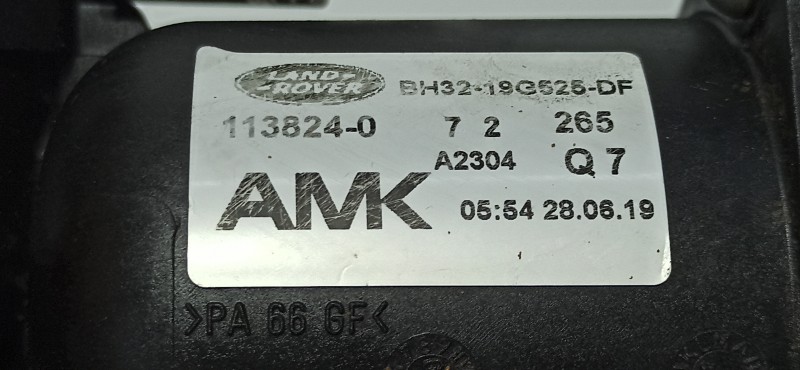 LAND-
-ROVER
BH32-19G525-DF
113824-0 7 2 265
A2304 Q 7
AMK
05:54 28.06.19
>PA 66 GF<